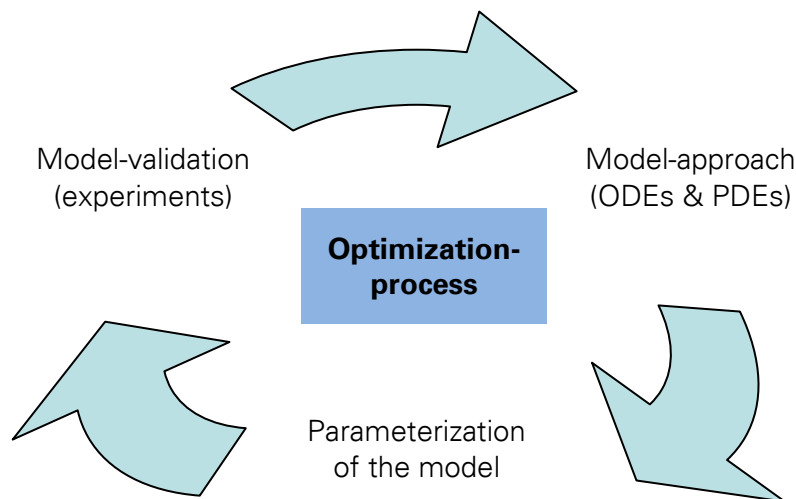 Model-validation
(experiments)
Model-approach
(ODEs & PDEs)
Optimization-
process
Parameterization
of the model